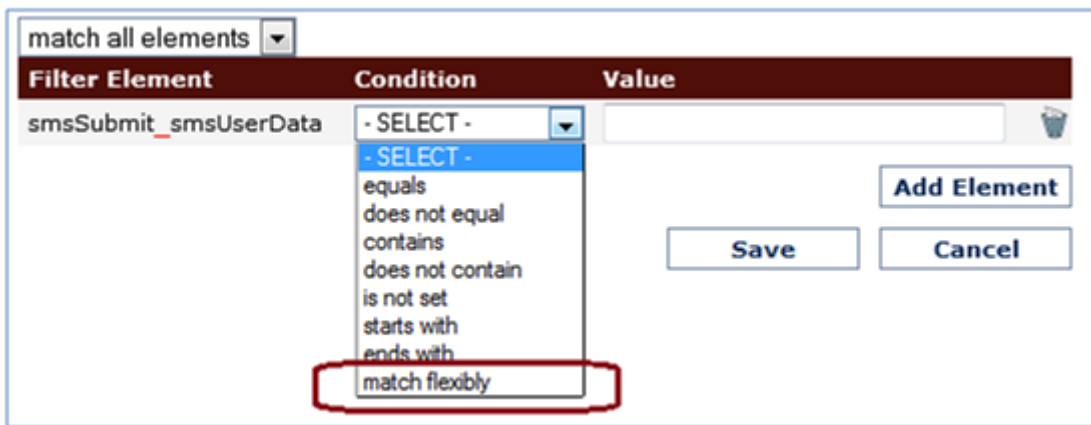 match all elements
Filter Element Condition Value
smsSubmit_smsUserData - SELECT -
- SELECT -
equals
does not equal
contains
does not contain
is not set
starts with
ends with
match flexibly
Add Element
Save Cancel